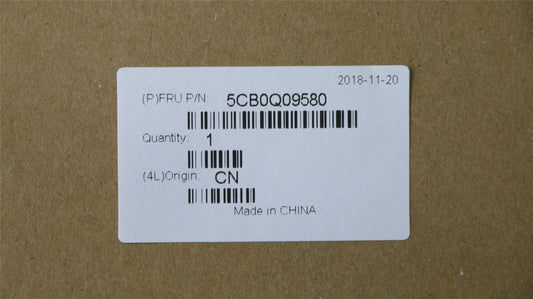 2018-11-20
(P)FRU P/N 5CB0Q09580
Quantity: 1
(4L)Origin: CN
Made in CHINA